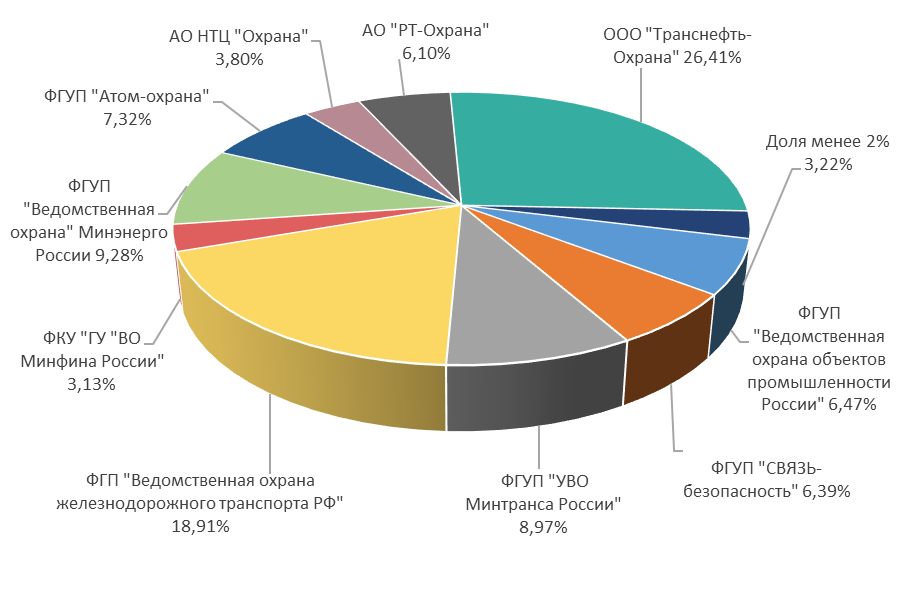 АО "РТ-Охрана"
6,10%
АО НТЦ "Охрана"
3,80%
ООО "Транснефть-
Охрана" 26,41%
ФГУП "Атом-охрана"
7,32%
Доля менее 2%
3,22%
ФГУП
"Ведомственная
охрана" Минэнерго
России 9,28%
ФГУП
"Ведомственная
охрана объектов
промышленности
России" 6,47%
ФКУ "ГУ "ВО
Минфина России"
3,13%
ФГУП "СВЯЗЬ-
безопасность" 6,39%
ФГП "Ведомственная охрана
железнодорожного транспорта РФ"
18,91%
ФГУП "УВО
Минтранса России"
8,97%